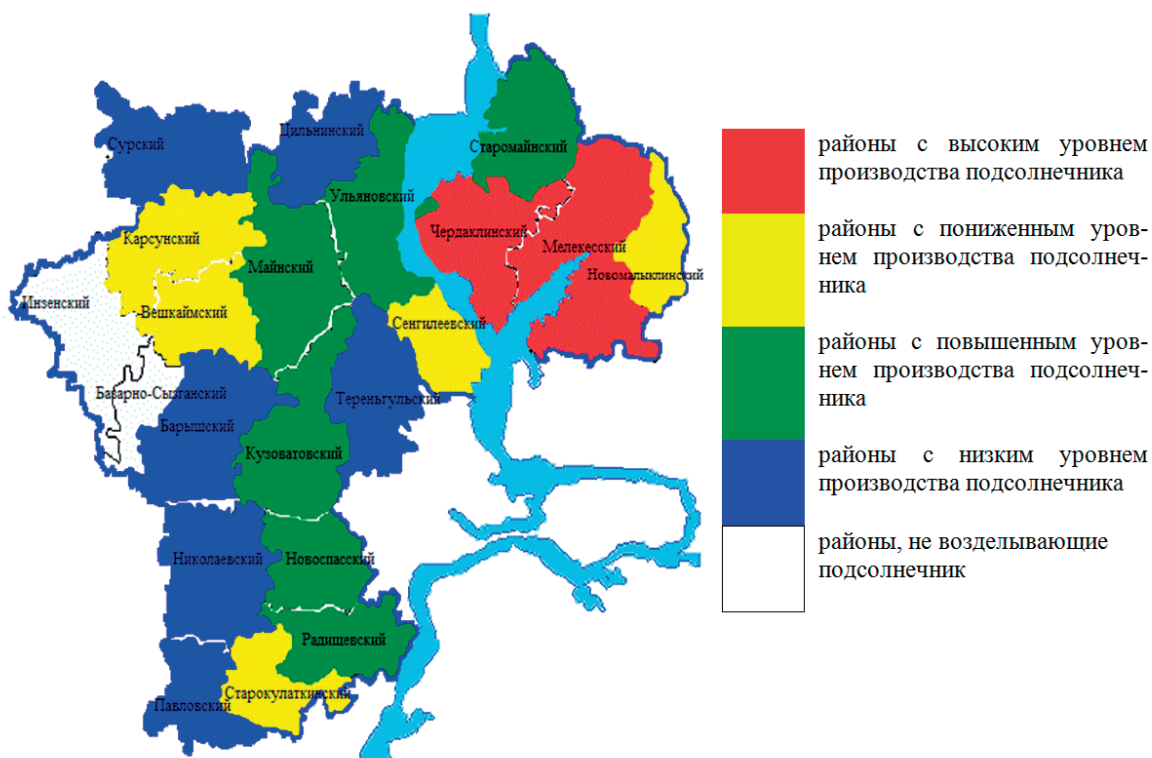 Сурский
Цильнинский
Старомайнский
Ульяновский
Карсунский
Чердаклинский
Мелекесский
Майнский
Новомалыклинский
Инзенский
Вешкаймский
Сенгилеевский
Базарно-Сызганский
Тереньгульский
Барышский
Кузоватовский
Николаевский
Новоспасский
Радищевский
Старокулаткинский
Павловский
районы с высоким уровнем
производства подсолнечника
районы с пониженным уров-
нем производства подсолнеч-
ника
районы с повышенным уров-
нем производства подсолнеч-
ника
районы с низким уровнем
производства подсолнечника
районы, не возделывающие
подсолнечник